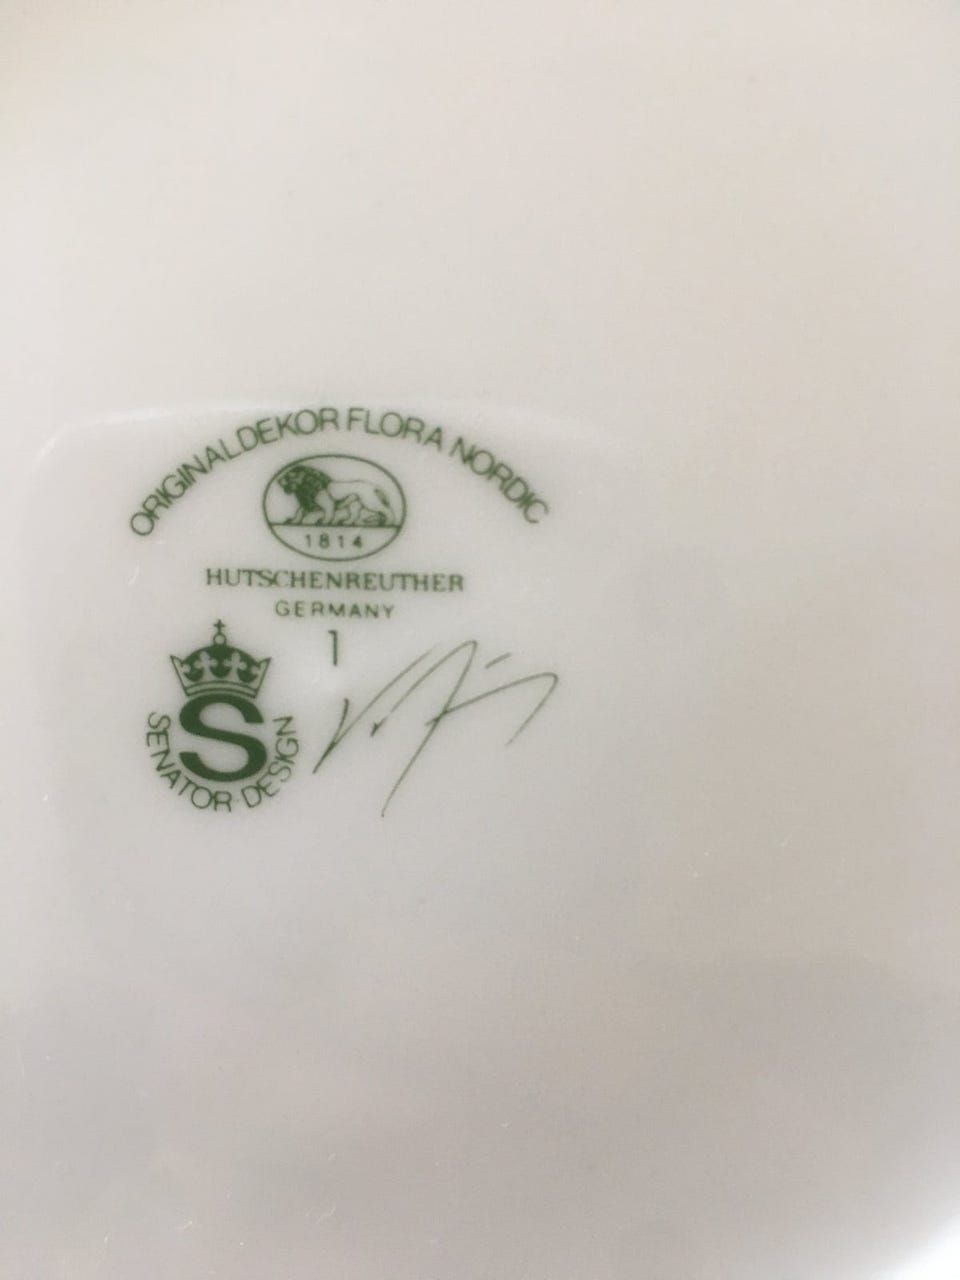 ORIGINALDEKOR FLORA NORDIC
1814
HUTSCHENREUTHER
GERMANY
1
S
SENATOR DESIGN